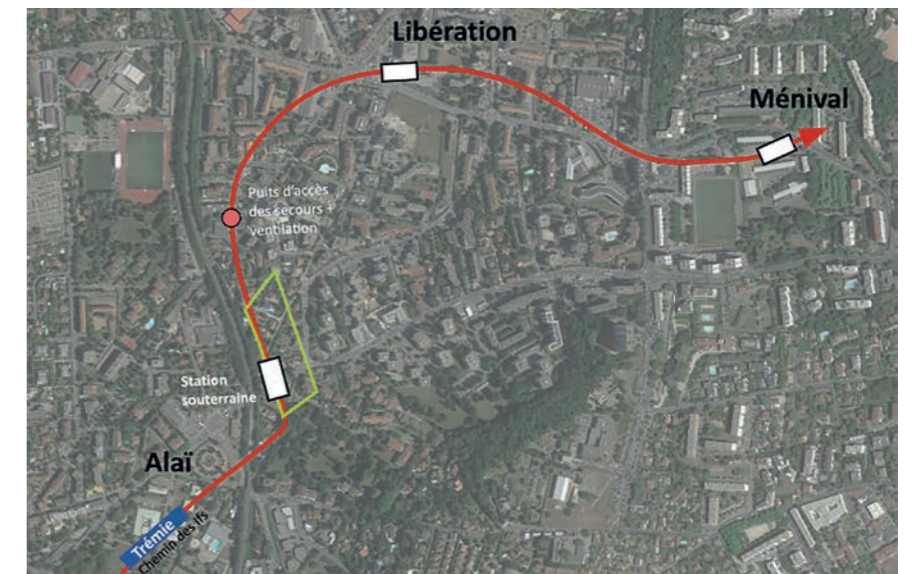 Libération
Ménival
Puits d'accès
des secours +
ventilation
Station
souterraine
Alaï
Trémie
Chemin des Ifs